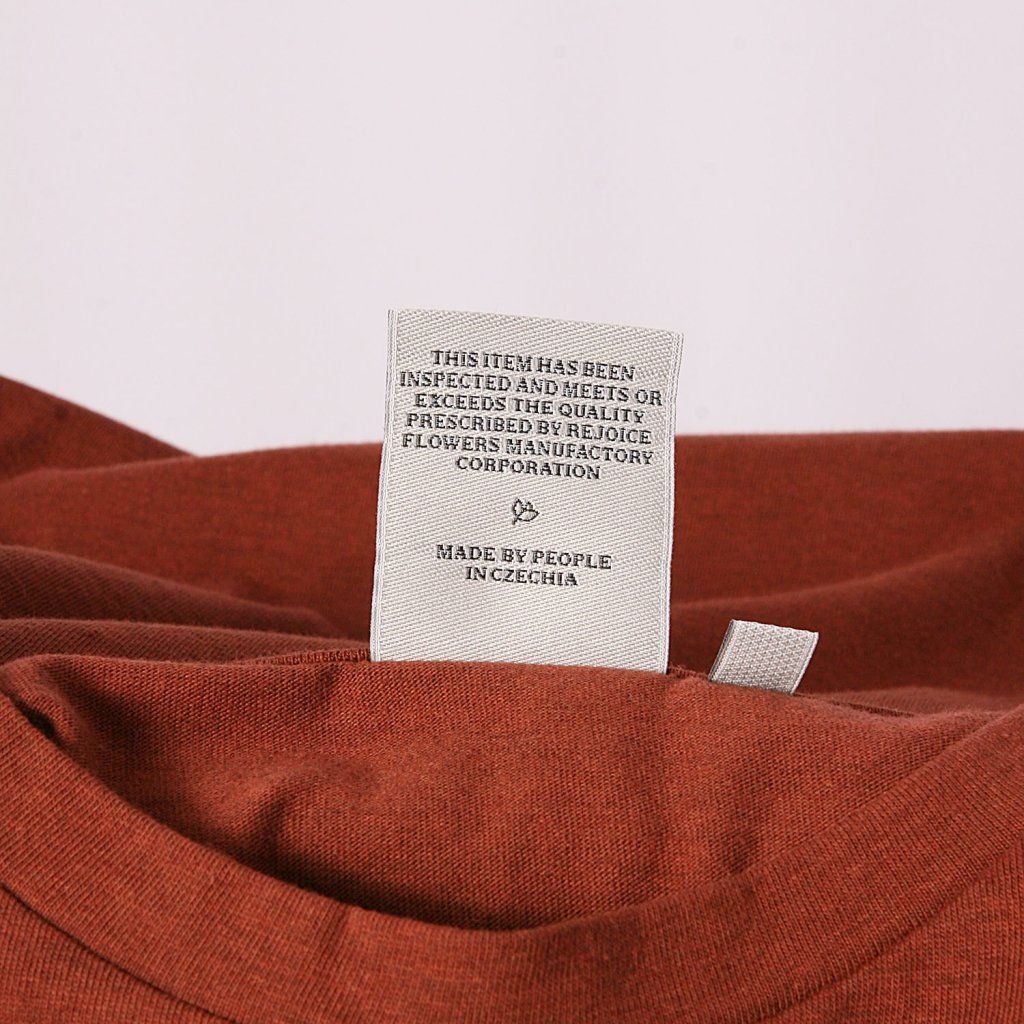 THIS ITEM HAS BEEN
INSPECTED AND MEETS OR
EXCEEDS THE QUALITY
PRESCRIBED BY REJOICE
FLOWERS MANUFACTORY
CORPORATION
MADE BY PEOPLE
IN CZECHIA